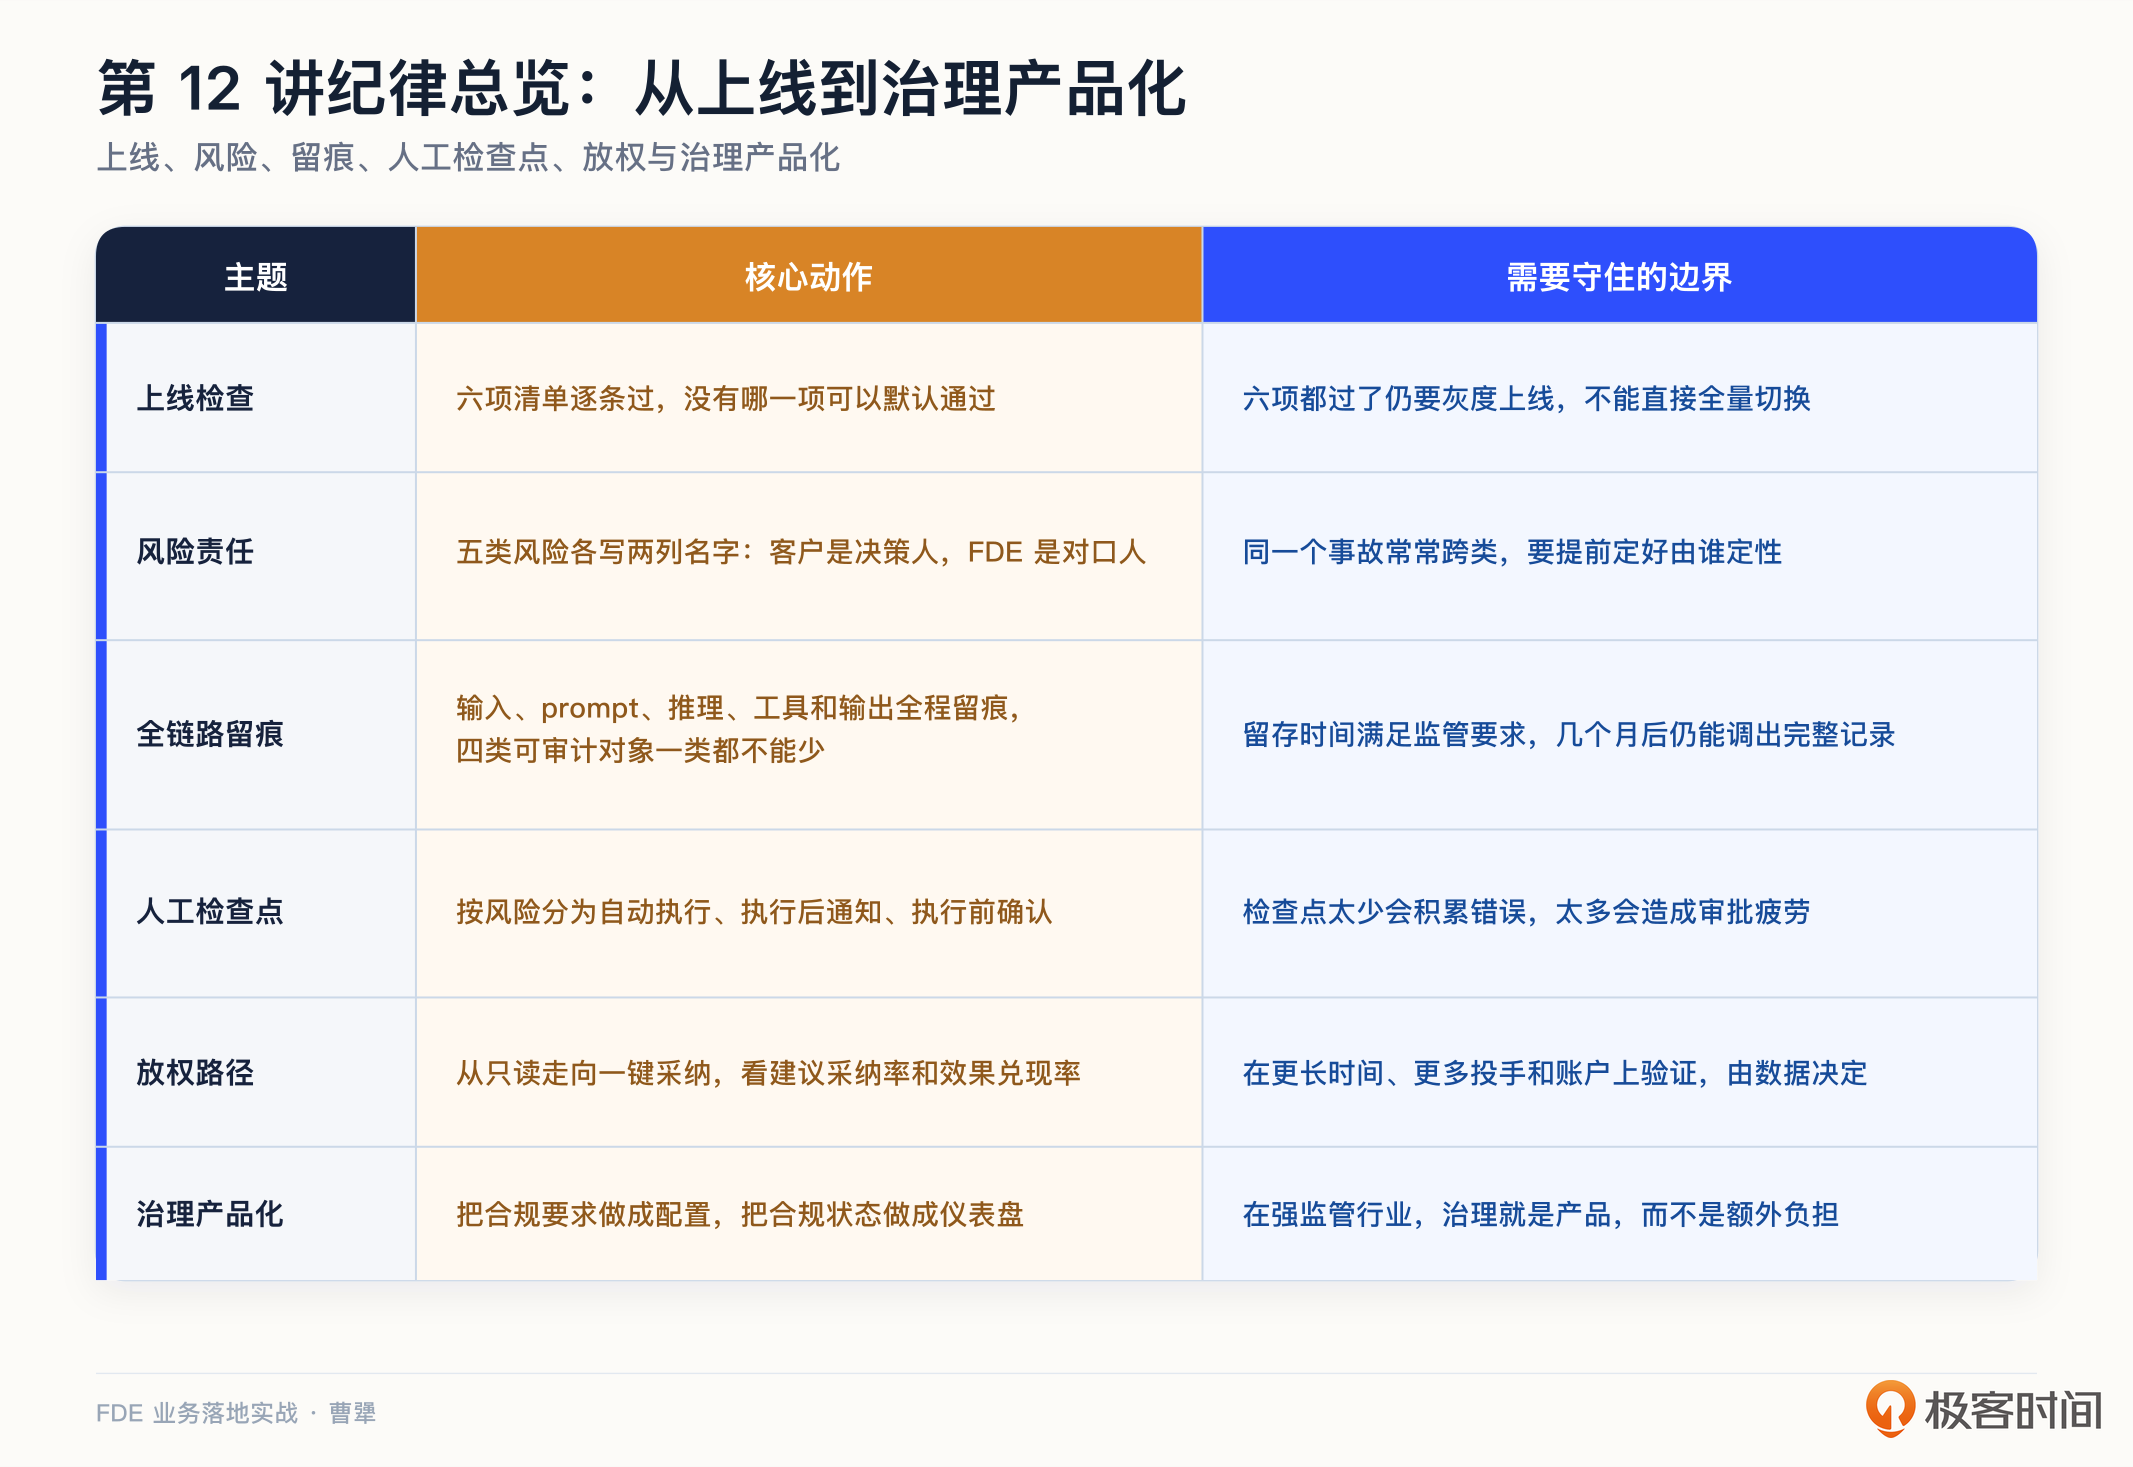 第 12 讲纪律总览：从上线到治理产品化
上线、风险、留痕、人工检查点、放权与治理产品化
主题
核心动作
需要守住的边界
上线检查
六项清单逐条过，没有哪一项可以默认通过
六项都过了仍要灰度上线，不能直接全量切换
风险责任
五类风险各写两列名字：客户是决策人，FDE 是对口人
同一个事故常常跨类，要提前定好由谁定性
全链路留痕
输入、prompt、推理、工具和输出全程留痕，
四类可审计对象一类都不能少
留存时间满足监管要求，几个月后仍能调出完整记录
人工检查点
按风险分为自动执行、执行后通知、执行前确认
检查点太少会积累错误，太多会造成审批疲劳
放权路径
从只读走向一键采纳，看建议采纳率和效果兑现率
在更长时间、更多投手和账户上验证，由数据决定
治理产品化
把合规要求做成配置，把合规状态做成仪表盘
在强监管行业，治理就是产品，而不是额外负担
FDE 业务落地实战 · 曹犟
极客时间